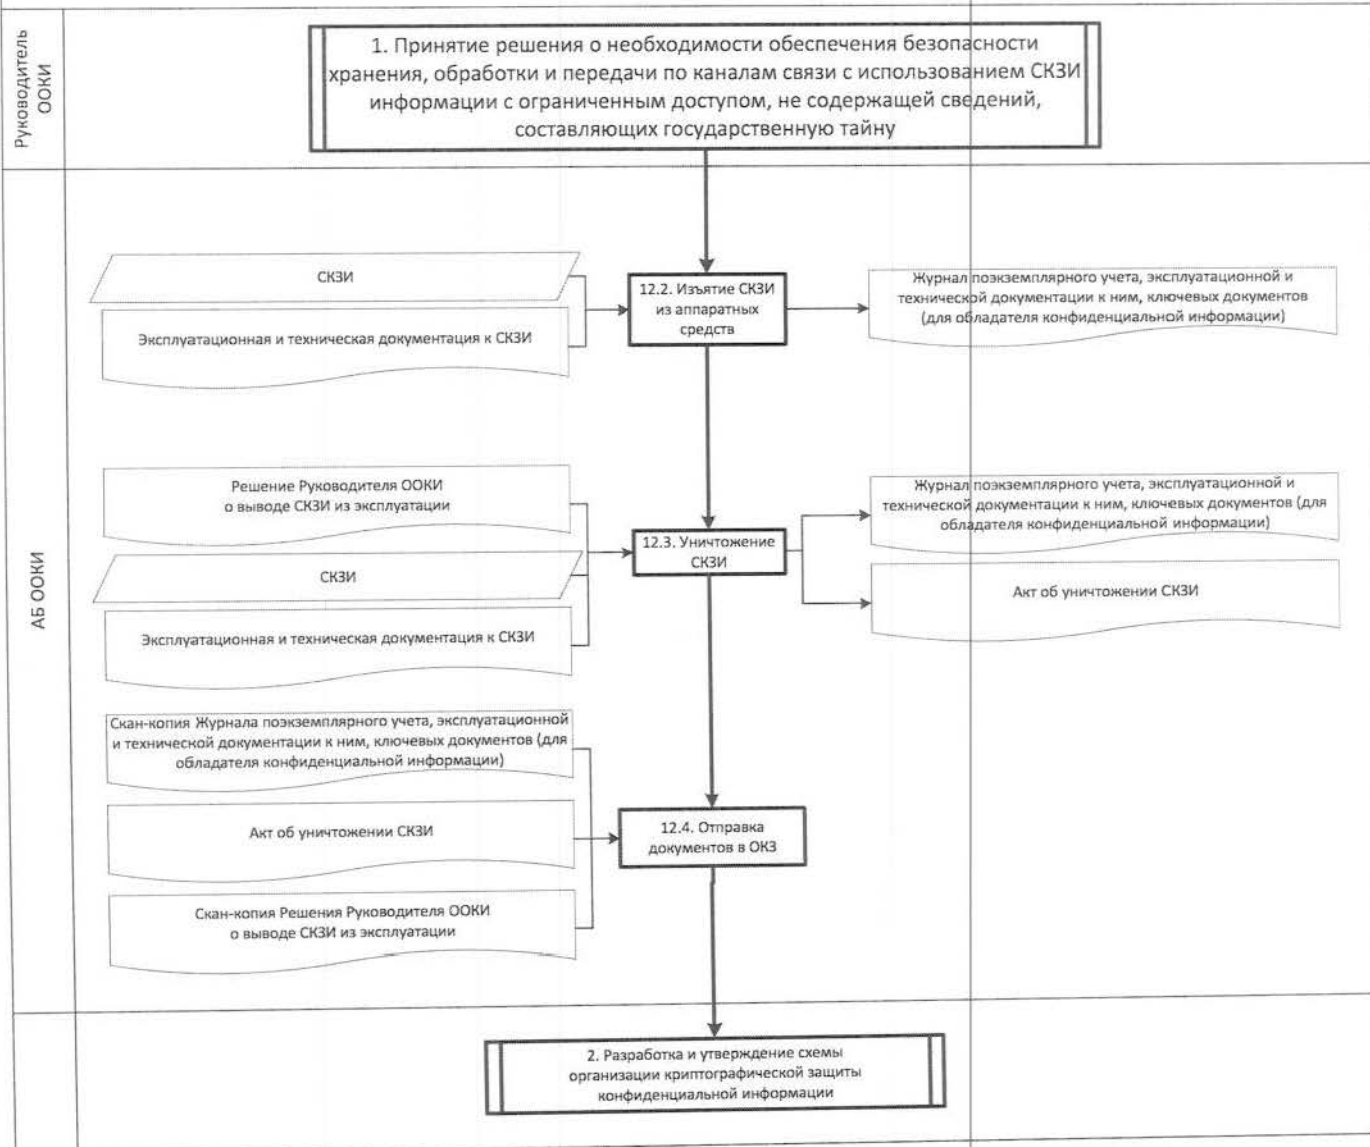 Руководитель
ООКИ
1. Принятие решения о необходимости обеспечения безопасности
хранения, обработки и передачи по каналам связи с использованием СКЗИ
информации с ограниченным доступом, не содержащей сведений,
составляющих государственную тайну
АБ ООКИ
СКЗИ
Эксплуатационная и техническая документация к СКЗИ
12.2. Изъятие СКЗИ
из аппаратных
средств
Журнал поэкземплярного учета, эксплуатационной и
технической документации к ним, ключевых документов
(для обладателя конфиденциальной информации)
Решение Руководителя ООКИ
о выводе СКЗИ из эксплуатации
СКЗИ
Эксплуатационная и техническая документация к СКЗИ
12.3. Уничтожение
СКЗИ
Журнал поэкземплярного учета, эксплуатационной и
технической документации к ним, ключевых документов (для
обладателя конфиденциальной информации)
Акт об уничтожении СКЗИ
Скан-копия Журнала поэкземплярного учета, эксплуатационной
и технической документации к ним, ключевых документов (для
обладателя конфиденциальной информации)
Акт об уничтожении СКЗИ
Скан-копия Решения Руководителя ООКИ
о выводе СКЗИ из эксплуатации
12.4. Отправка
документов в ОКЗ
2. Разработка и утверждение схемы
организации криптографической защиты
конфиденциальной информации